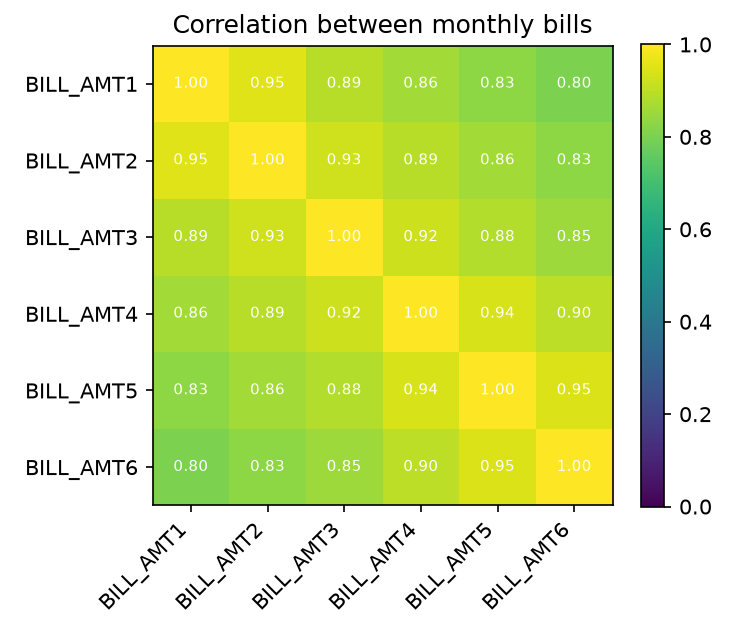 Correlation between monthly bills
BILL_AMT1 1.00 0.95 0.89 0.86 0.83 0.80
BILL_AMT2 0.95 1.00 0.93 0.89 0.86 0.83
BILL_AMT3 0.89 0.93 1.00 0.92 0.88 0.85
BILL_AMT4 0.86 0.89 0.92 1.00 0.94 0.90
BILL_AMT5 0.83 0.86 0.88 0.94 1.00 0.95
BILL_AMT6 0.80 0.83 0.85 0.90 0.95 1.00
BILL_AMT1 BILL_AMT2 BILL_AMT3 BILL_AMT4 BILL_AMT5 BILL_AMT6
1.0
0.8
0.6
0.4
0.2
0.0